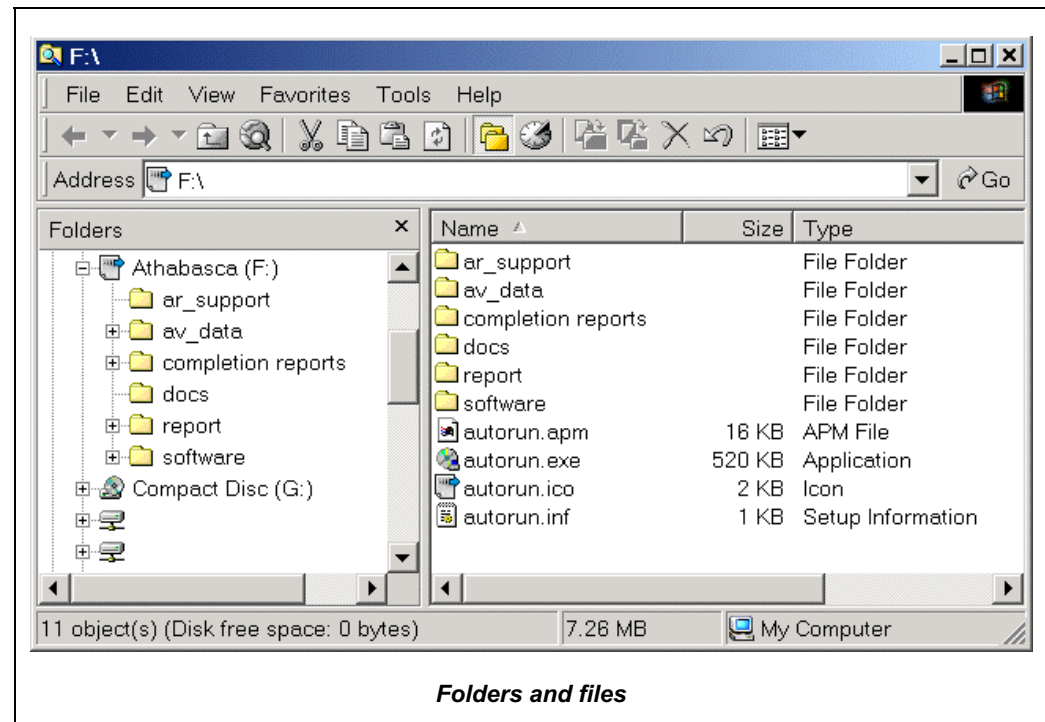 F:\
File Edit View Favorites Tools Help
Address F:\ Go
Folders
Athabasca (F:)
ar_support
av_data
completion reports
docs
report
software
Compact Disc (G:)
Name Size Type
ar_support File Folder
av_data File Folder
completion reports File Folder
docs File Folder
report File Folder
software File Folder
autorun.apm 16 KB APM File
autorun.exe 520 KB Application
autorun.ico 2 KB Icon
autorun.inf 1 KB Setup Information
11 object(s) (Disk free space: 0 bytes) 7.26 MB My Computer
Folders and files